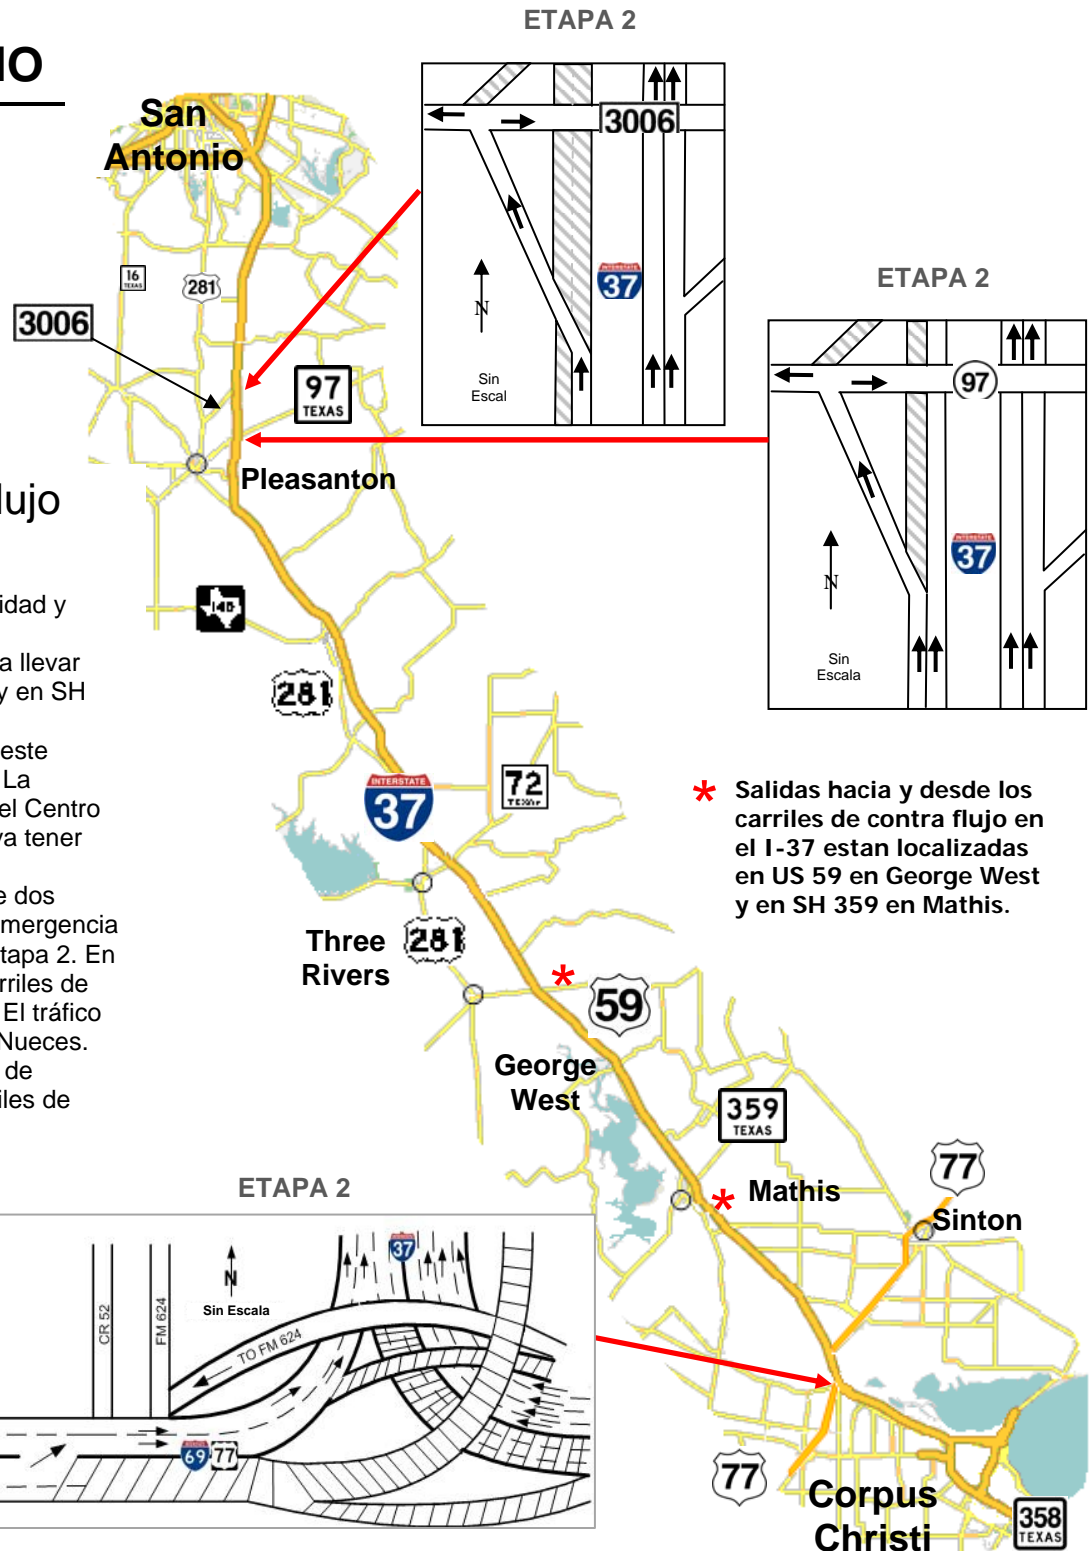 ETAPA 2
IO
San
Antonio
3006
16
TEXAS
281
37
N
Sin
Escal
3006
97
TEXAS
ETAPA 2
97
37
N
Sin
Escala
Pleasanton
lujo
idad y
a llevar
y en SH
este
La
el Centro
va tener
e dos
mergencia
tapa 2. En
rriles de
El tráfico
Nueces.
de
iles de
281
INTERSTATE
37
72
* Salidas hacia y desde los
carriles de contra flujo en
el I-37 estan localizadas
en US 59 en George West
y en SH 359 en Mathis.
Three
Rivers
281
*
59
George
West
359
TEXAS
77
* Mathis
Sinton
ETAPA 2
CR 52
FM 624
N
Sin Escala
37
TO FM 624
69
77
77
Corpus
Christi
358
TEXAS